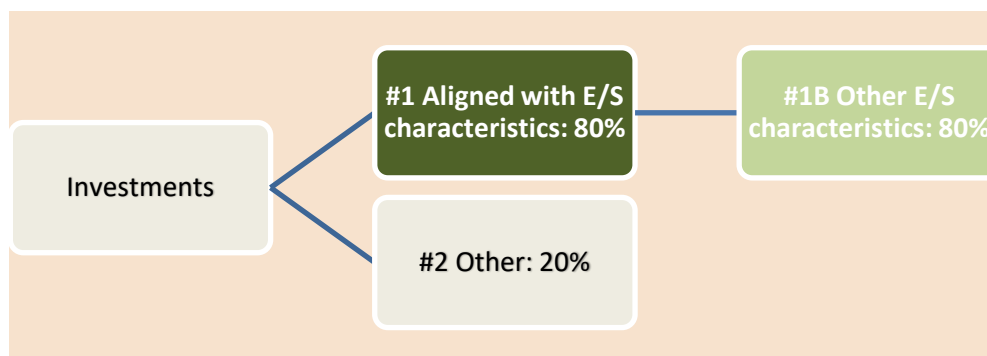 #1 Aligned with E/S
characteristics: 80%
#1B Other E/S
characteristics: 80%
Investments
#2 Other: 20%